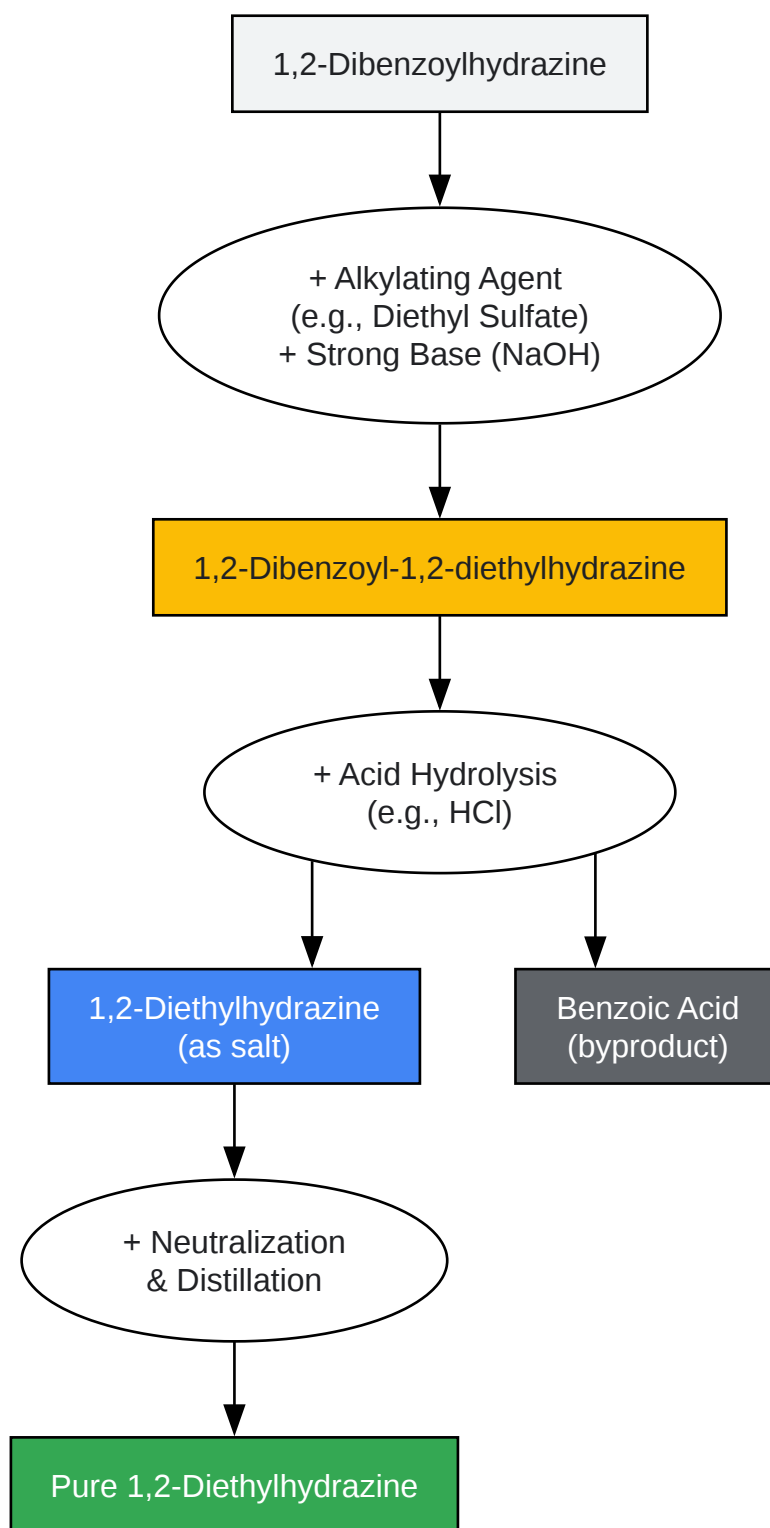 1,2-Dibenzoylhydrazine
+ Alkylating Agent
(e.g., Diethyl Sulfate)
+ Strong Base (NaOH)
1,2-Dibenzoyl-1,2-diethylhydrazine
+ Acid Hydrolysis
(e.g., HCl)
1,2-Diethylhydrazine
(as salt)
Benzoic Acid
(byproduct)
+ Neutralization
& Distillation
Pure 1,2-Diethylhydrazine